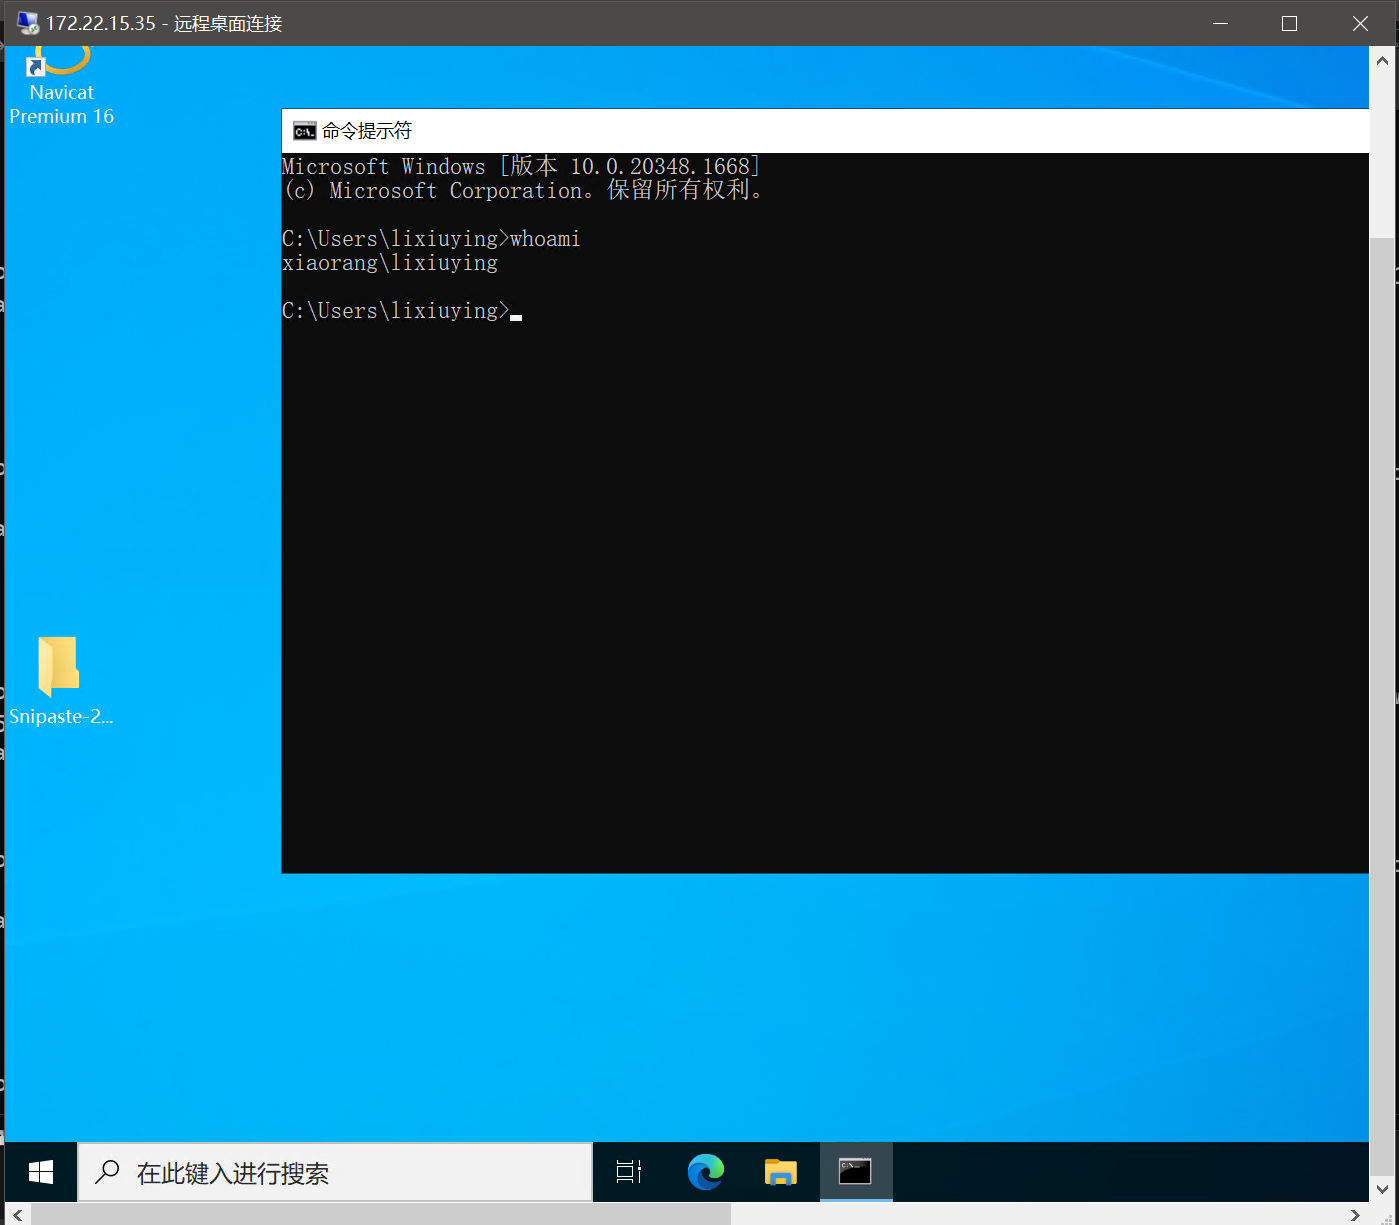 172.22.15.35 - 远程桌面连接
Navicat
Premium 16
命令提示符
Microsoft Windows [版本 10.0.20348.1668]
(c) Microsoft Corporation。保留所有权利。
C:\Users\lixiuying>whoami
xiaorang\lixiuying
C:\Users\lixiuying>
Snipaste-2...
在此键入进行搜索